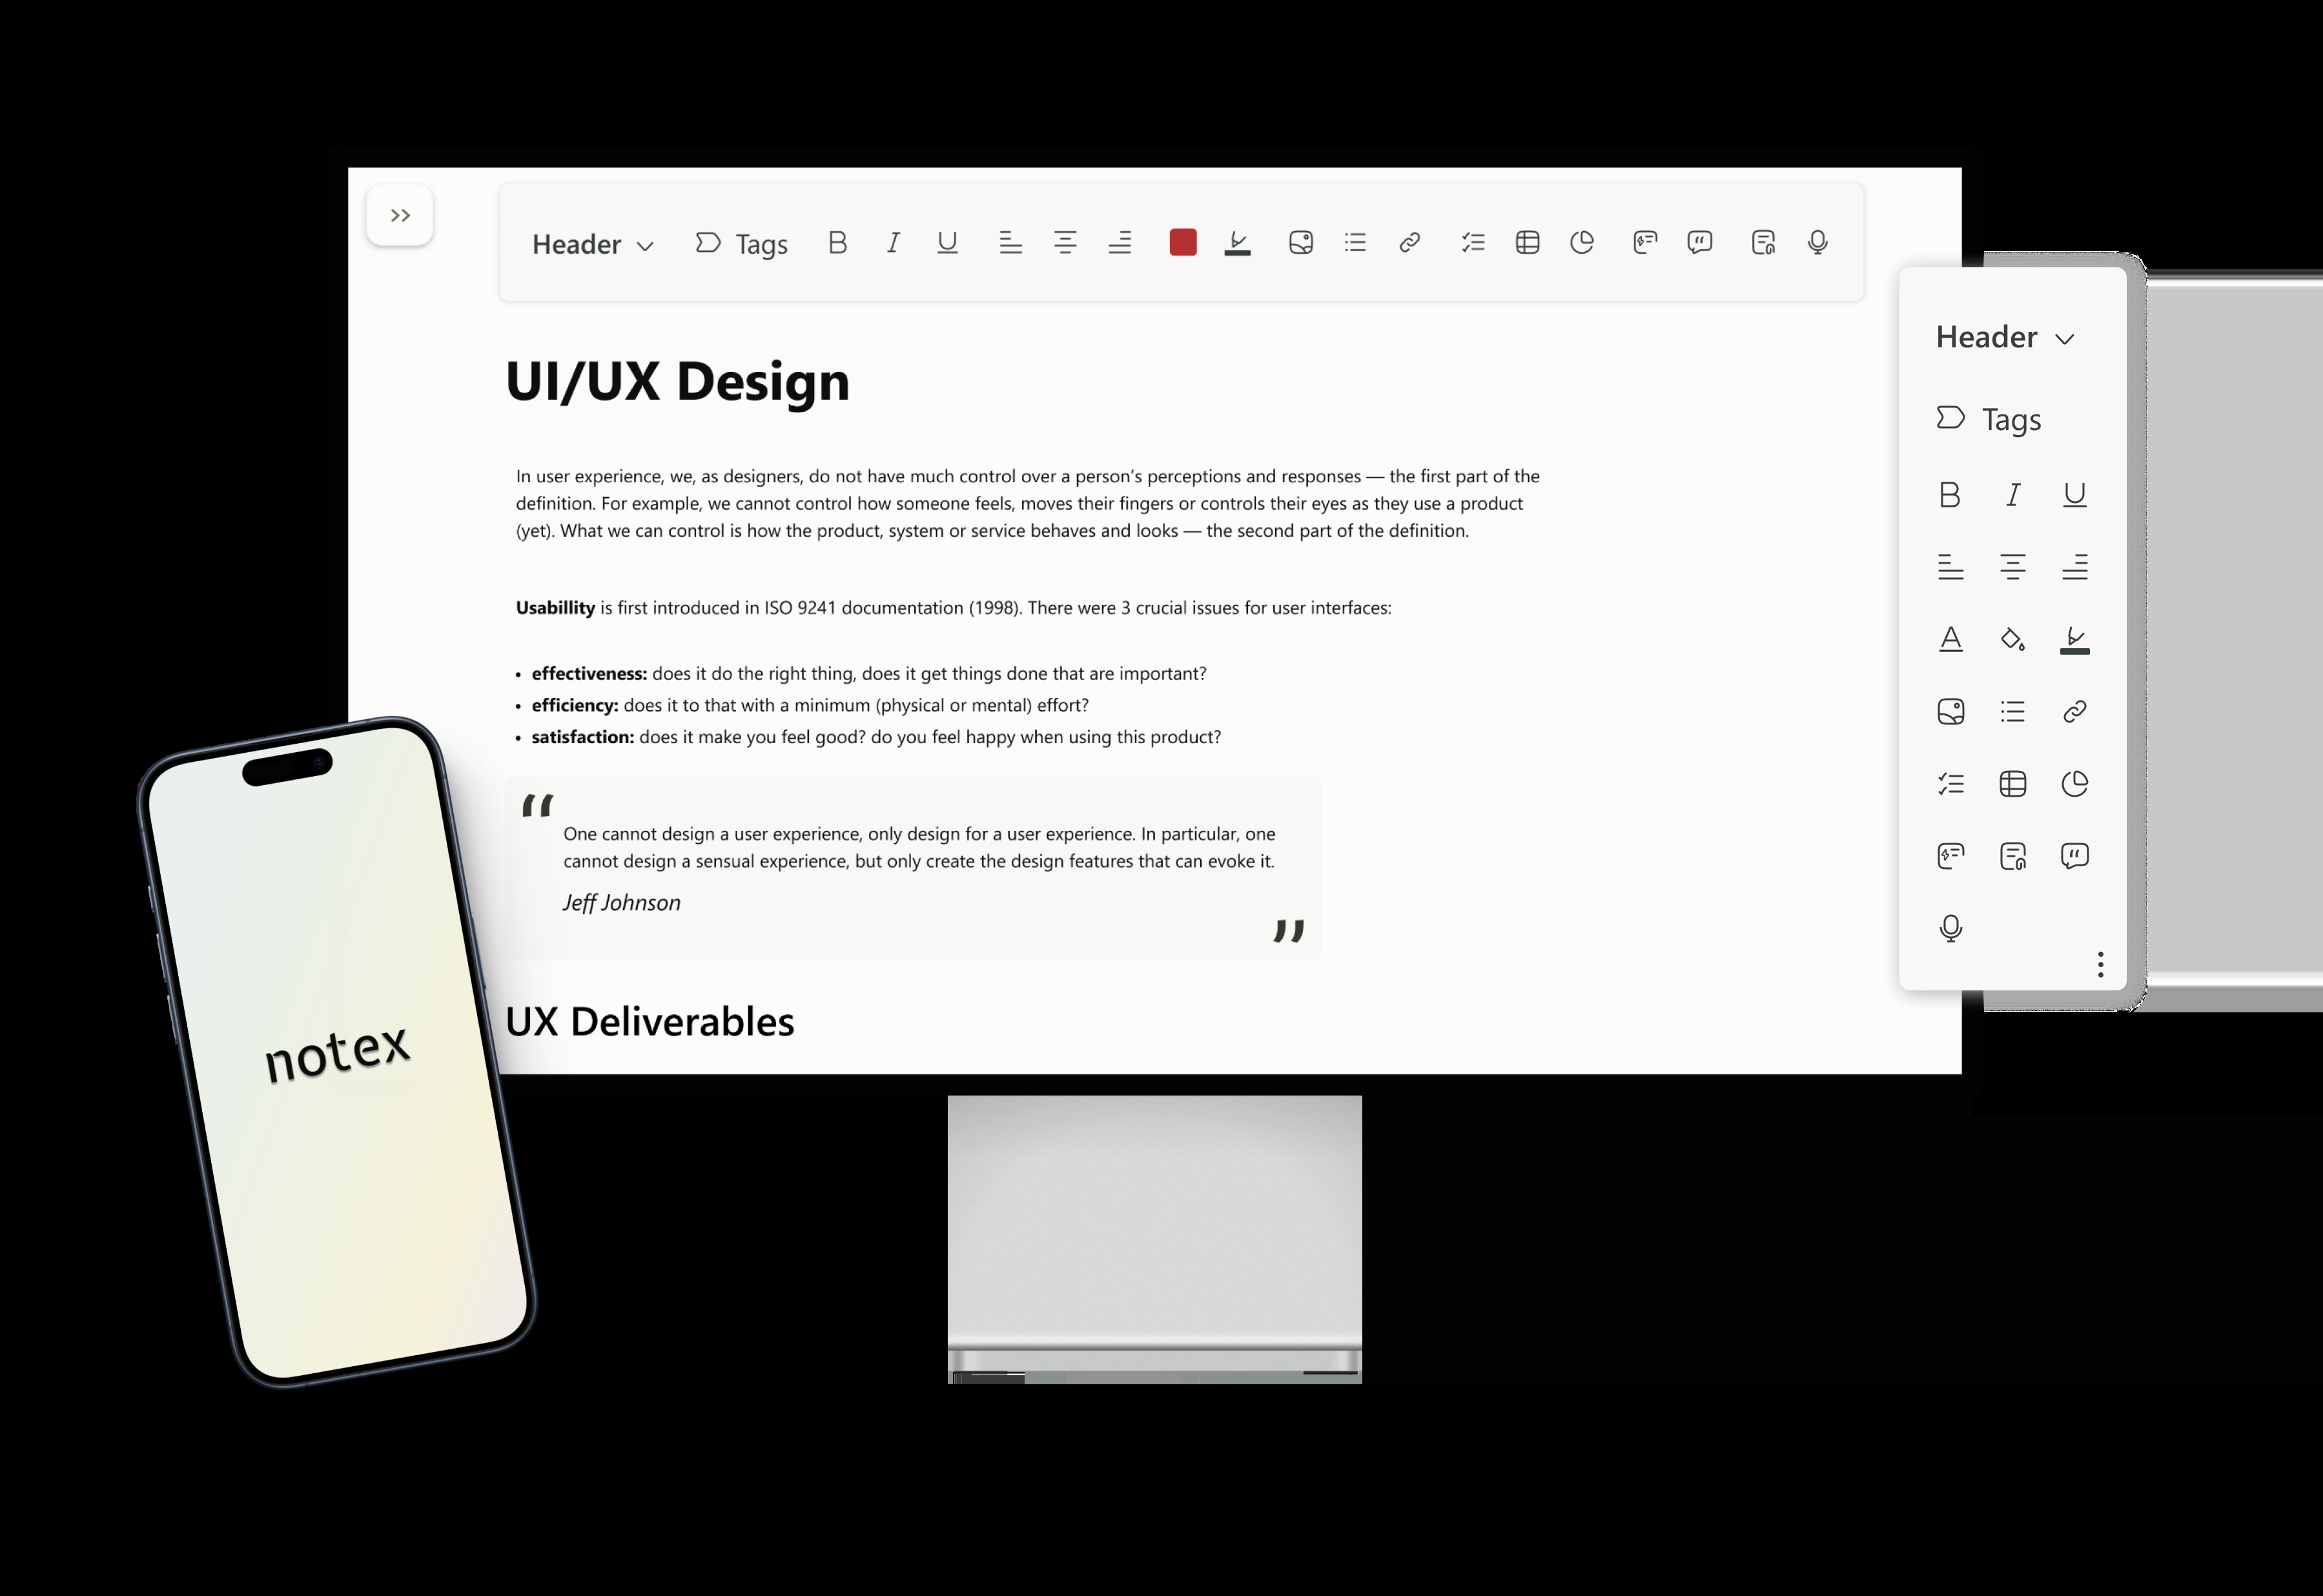 Header Tags
UI/UX Design
In user experience, we, as designers, do not have much control over a person's perceptions and responses — the first part of the
definition. For example, we cannot control how someone feels, moves their fingers or controls their eyes as they use a product
(yet). What we can control is how the product, system or service behaves and looks — the second part of the definition.
Usabillity is first introduced in ISO 9241 documentation (1998). There were 3 crucial issues for user interfaces:
• effectiveness: does it do the right thing, does it get things done that are important?
• efficiency: does it to that with a minimum (physical or mental) effort?
• satisfaction: does it make you feel good? do you feel happy when using this product?
“
One cannot design a user experience, only design for a user experience. In particular, one
cannot design a sensual experience, but only create the design features that can evoke it.
Jeff Johnson
”
UX Deliverables
Header
Tags
B I U
A
notex